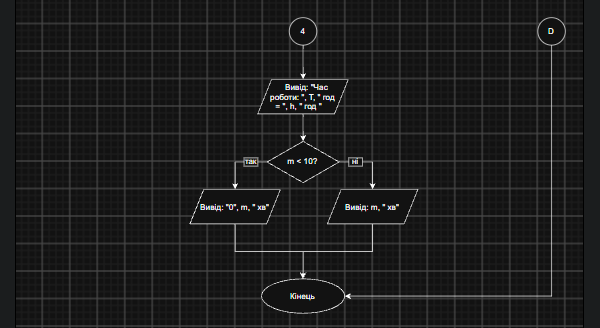 4
D
Вивід: "Час
роботи: ", T, " год
= ", h, " год "
m < 10?
так
ні
Вивід: "0", m, " хв"
Вивід: m, " хв"
Кінець